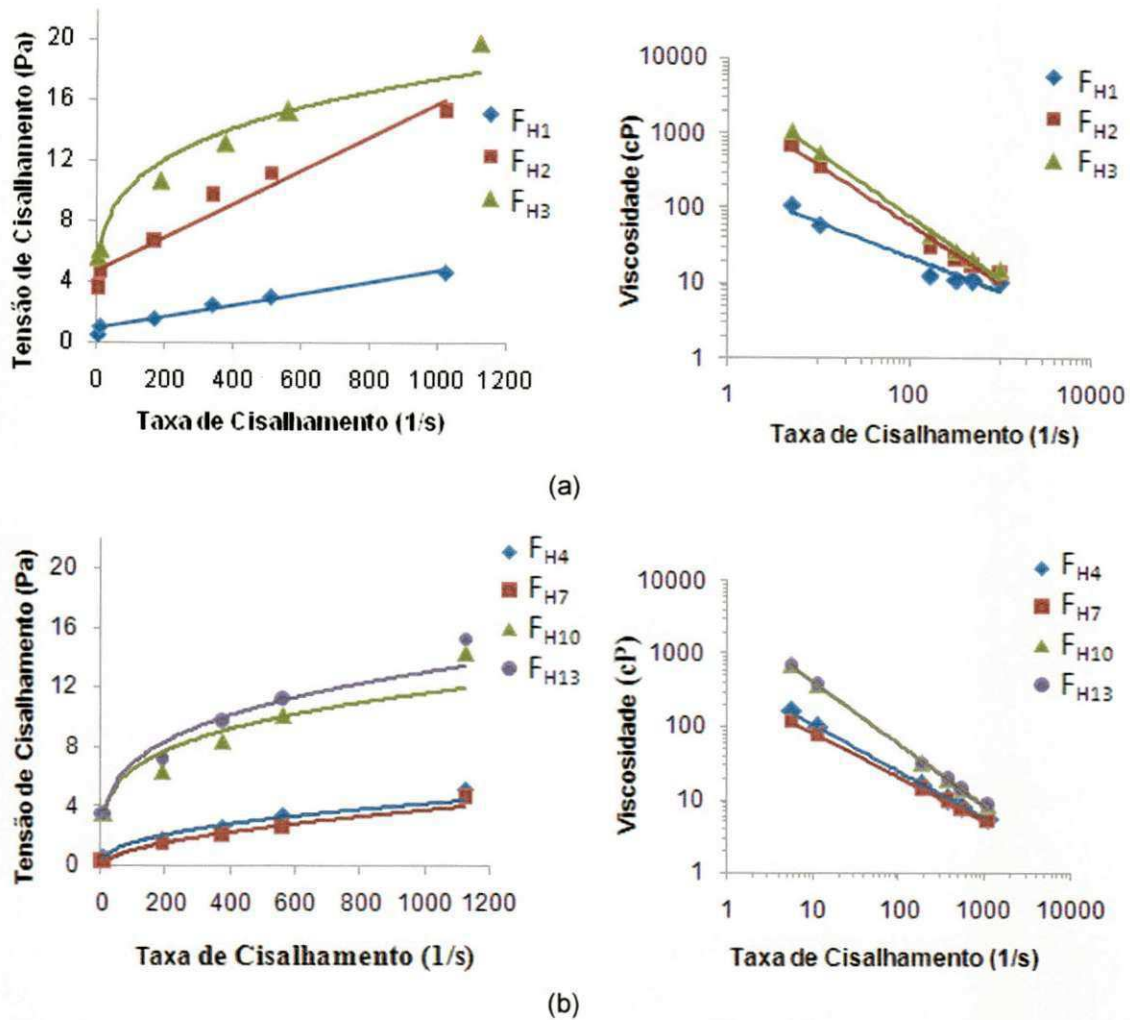 Tensão de Cisalhamento (Pa)
20
16
12
8
4
0
0 200 400 600 800 1000 1200
Taxa de Cisalhamento (1/s)
FH1
FH2
FH3
Viscosidade (cP)
10000
1000
100
10
1
1 100 10000
Taxa de Cisalhamento (1/s)
FH1
FH2
FH3
(a)
Tensão de Cisalhamento (Pa)
20
16
12
8
4
0
0 200 400 600 800 1000 1200
Taxa de Cisalhamento (1/s)
FH4
FH7
FH10
FH13
Viscosidade (cP)
10000
1000
100
10
1
1 10 100 1000 10000
Taxa de Cisalhamento (1/s)
FH4
FH7
FH10
FH13
(b)